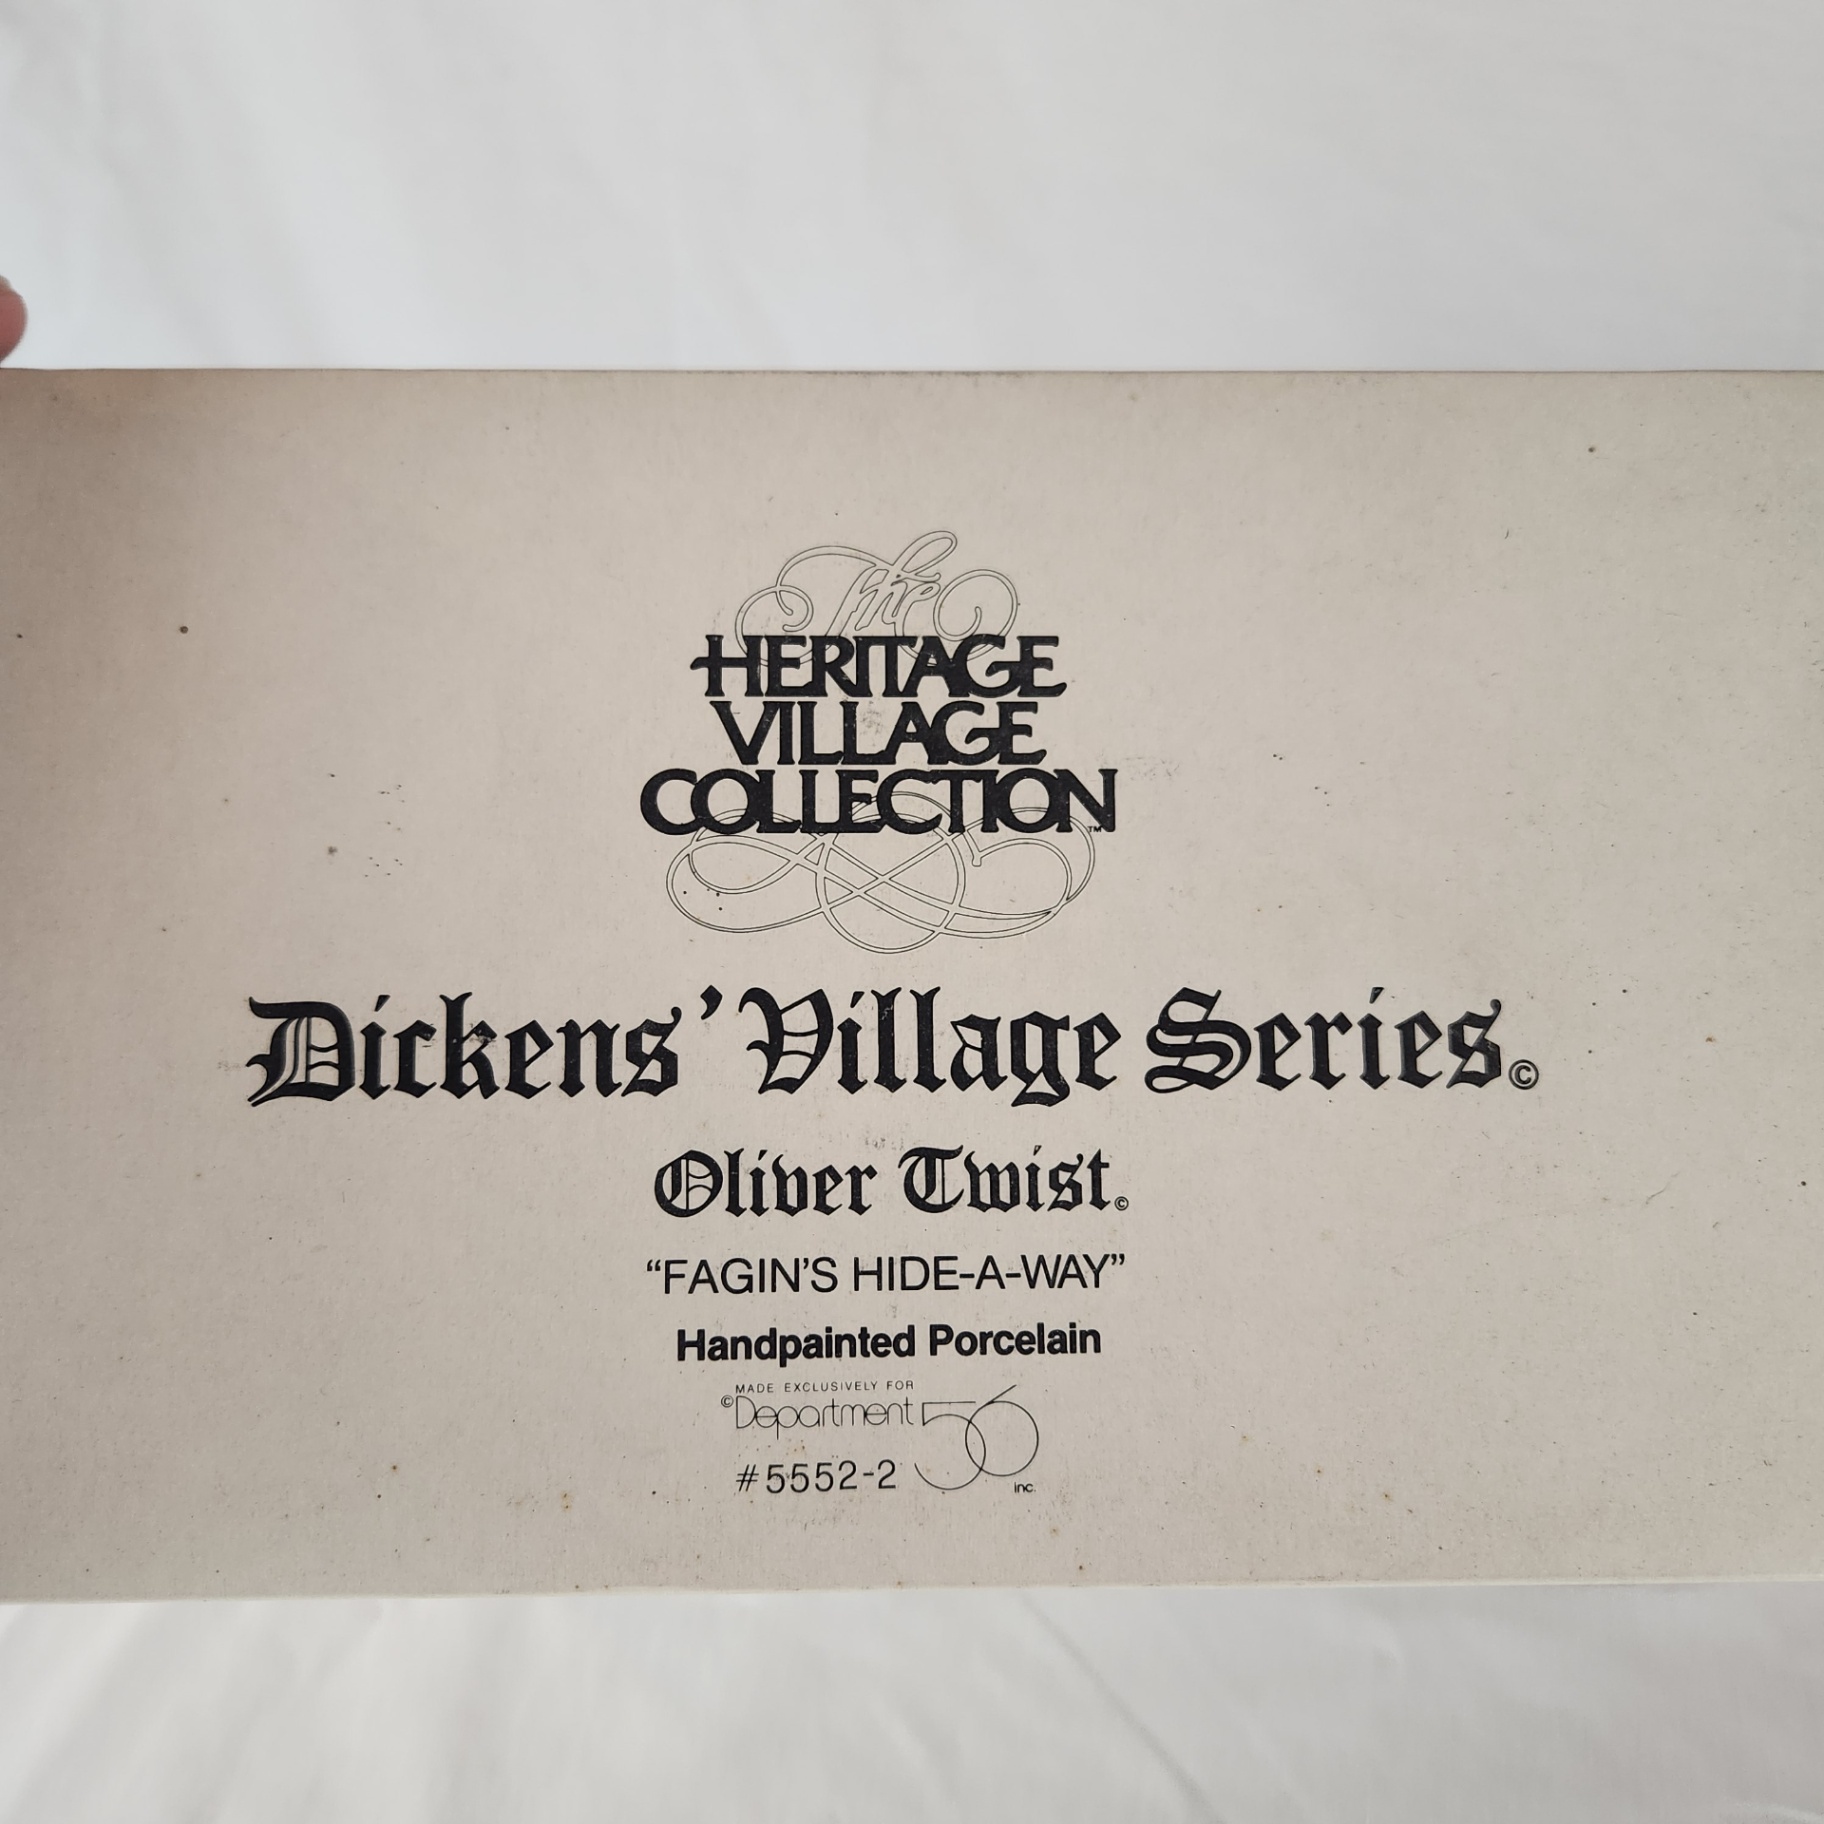 The
HERITAGE
VILLAGE
COLLECTION™
Dickens' Village Series©
Oliver Twist©
“FAGIN'S HIDE-A-WAY”
Handpainted Porcelain
MADE EXCLUSIVELY FOR
©Department 56
#5552-2
inc.